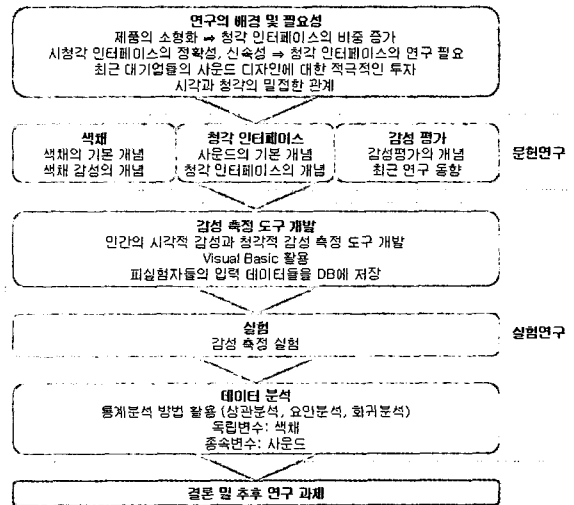 연구의 배경 및 필요성
제품의 소형화 ⇒ 청각 인터페이스의 비중 증가
시청각 인터페이스의 정확성, 신속성 ⇒ 청각 인터페이스의 연구 필요
최근 대기업들의 사운드 디자인에 대한 적극적인 투자
시각과 청각의 밀접한 관계
색채
색채의 기본 개념
색채 감성의 개념
청각 인터페이스
사운드의 기본 개념
청각 인터페이스의 개념
감성 평가
감성평가의 개념
최근 연구 동향
문헌연구
감성 측정 도구 개발
인간의 시각적 감성과 청각적 감성 측정 도구 개발
Visual Basic 활용
피실험자들의 입력 데이터들을 DB에 저장
실험
감성 측정 실험
실험연구
데이터 분석
통계분석 방법 활용 (상관분석, 요인분석, 회귀분석)
독립변수: 색채
종속변수: 사운드
결론 및 추후 연구 과제